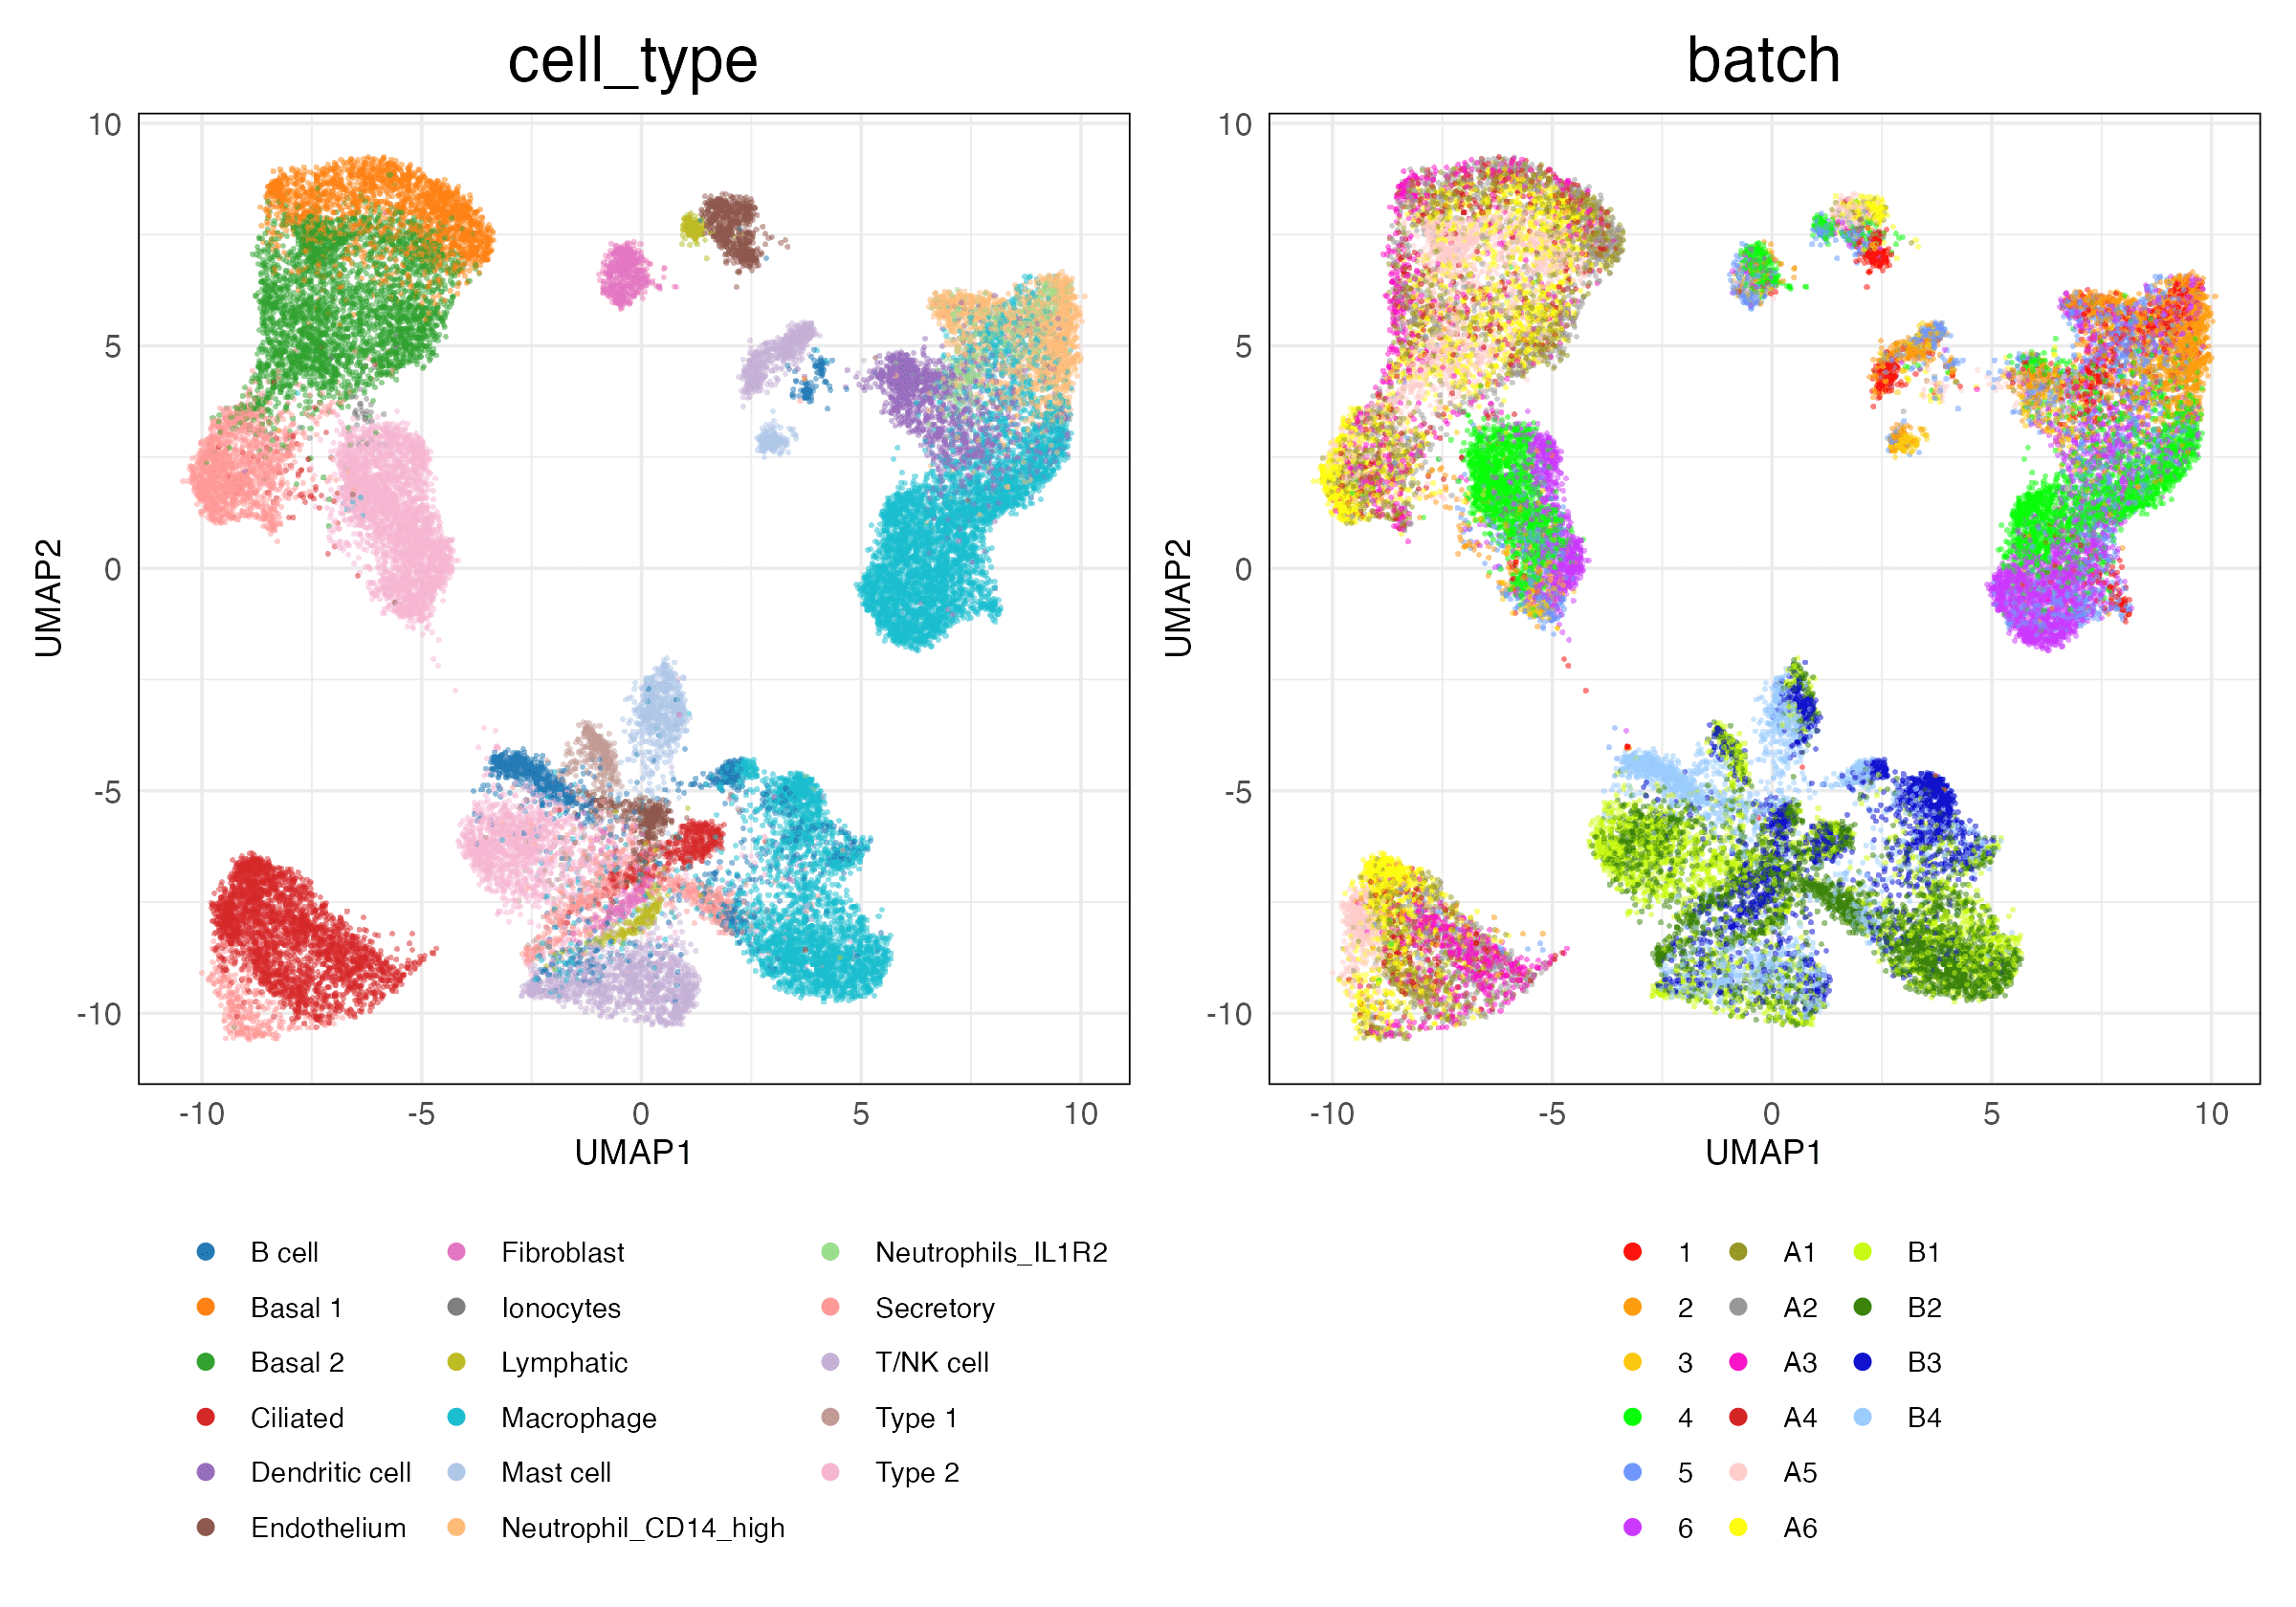 cell_type
batch
10
5
0
-5
-10
UMAP2
-10
-5
0
5
10
UMAP1
10
5
0
-5
-10
UMAP2
-10
-5
0
5
10
UMAP1
B cell
Basal 1
Basal 2
Ciliated
Dendritic cell
Endothelium
Fibroblast
Ionocytes
Lymphatic
Macrophage
Mast cell
Neutrophil_CD14_high
Neutrophils_IL1R2
Secretory
T/NK cell
Type 1
Type 2
1
2
3
4
5
6
A1
A2
A3
A4
A5
A6
B1
B2
B3
B4